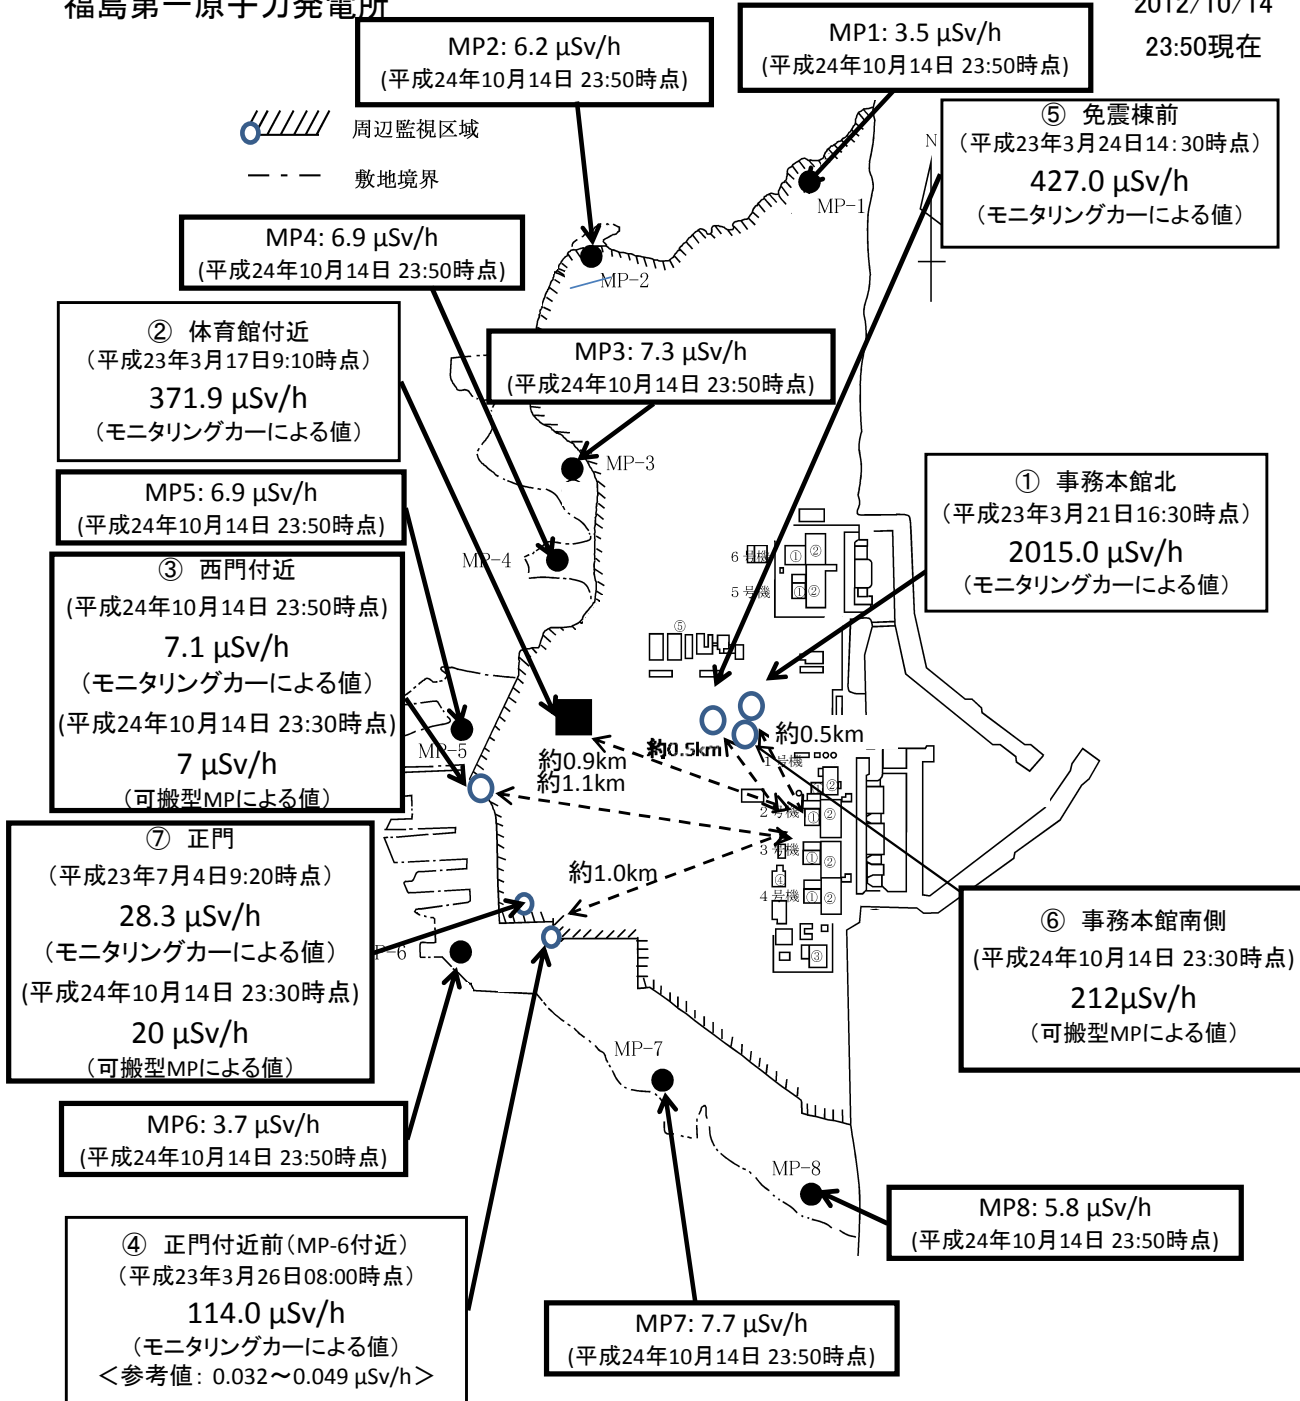 福島第一原子力発電所
2012/10/14
23:50現在
MP2: 6.2 μSv/h
(平成24年10月14日 23:50時点)
MP1: 3.5 μSv/h
(平成24年10月14日 23:50時点)
周辺監視区域
敷地境界
⑤ 免震棟前
(平成23年3月24日14:30時点)
427.0 μSv/h
(モニタリングカーによる値)
N
MP-1
MP4: 6.9 μSv/h
(平成24年10月14日 23:50時点)
MP-2
② 体育館付近
(平成23年3月17日9:10時点)
371.9 μSv/h
(モニタリングカーによる値)
MP3: 7.3 μSv/h
(平成24年10月14日 23:50時点)
MP-3
① 事務本館北
(平成23年3月21日16:30時点)
2015.0 μSv/h
(モニタリングカーによる値)
MP5: 6.9 μSv/h
(平成24年10月14日 23:50時点)
MP-4
6号機
① ②
5号機
① ②
③ 西門付近
(平成24年10月14日 23:50時点)
7.1 μSv/h
(モニタリングカーによる値)
(平成24年10月14日 23:30時点)
7 μSv/h
(可搬型MPによる値)
⑤
MP-5
約0.9km
約1.1km
約0.5km
約0.5km
1号機
②
2号機
① ②
3号機
① ②
④
4号機
① ②
③
約1.0km
⑦ 正門
(平成23年7月4日9:20時点)
28.3 μSv/h
(モニタリングカーによる値)
(平成24年10月14日 23:30時点)
20 μSv/h
(可搬型MPによる値)
P-6
⑥ 事務本館南側
(平成24年10月14日 23:30時点)
212μSv/h
(可搬型MPによる値)
MP-7
MP6: 3.7 μSv/h
(平成24年10月14日 23:50時点)
MP-8
MP8: 5.8 μSv/h
(平成24年10月14日 23:50時点)
④ 正門付近前(MP-6付近)
(平成23年3月26日08:00時点)
114.0 μSv/h
(モニタリングカーによる値)
<参考値: 0.032~0.049 μSv/h>
MP7: 7.7 μSv/h
(平成24年10月14日 23:50時点)